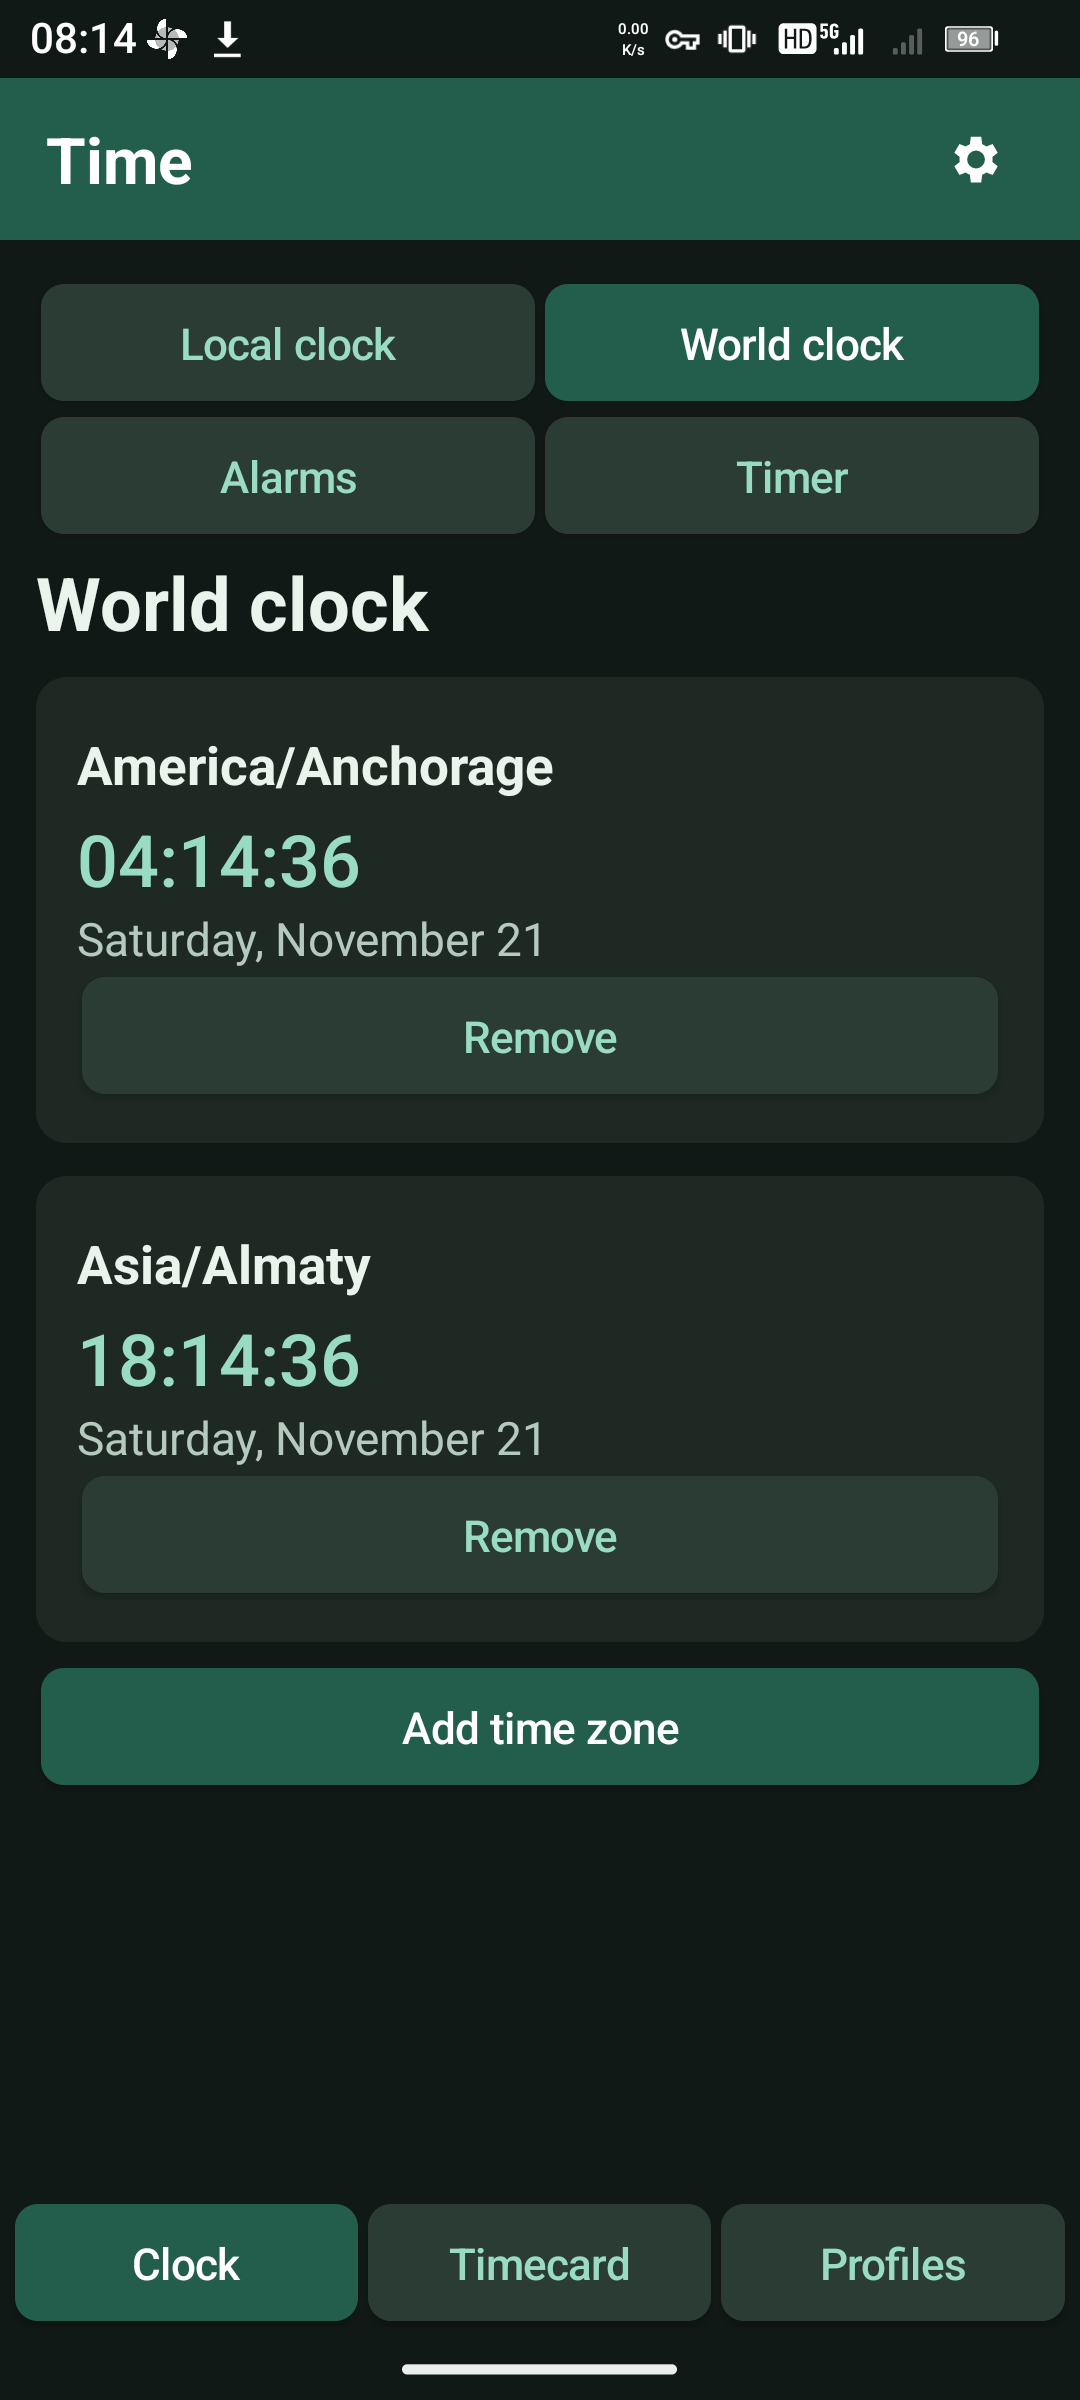 08:14
0.00
K/s
HD
5G
96
Time
Local clock
World clock
Alarms
Timer
World clock
America/Anchorage
04:14:36
Saturday, November 21
Remove
Asia/Almaty
18:14:36
Saturday, November 21
Remove
Add time zone
Clock
Timecard
Profiles